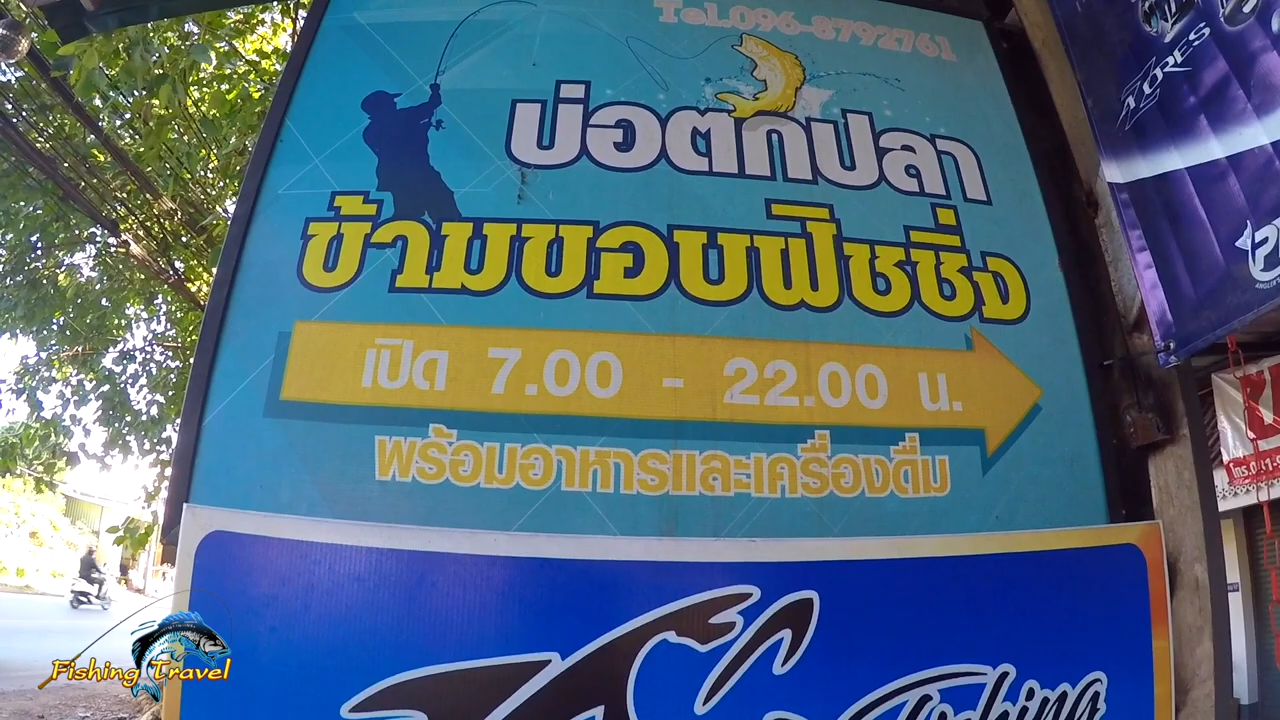 Tel.096-8792761
บ่อตกปลา
ข้ามขอบฟิชชิ่ง
เปิด 7.00 - 22.00 น.
พร้อมอาหารและเครื่องดื่ม
Fishing
Fishing Travel